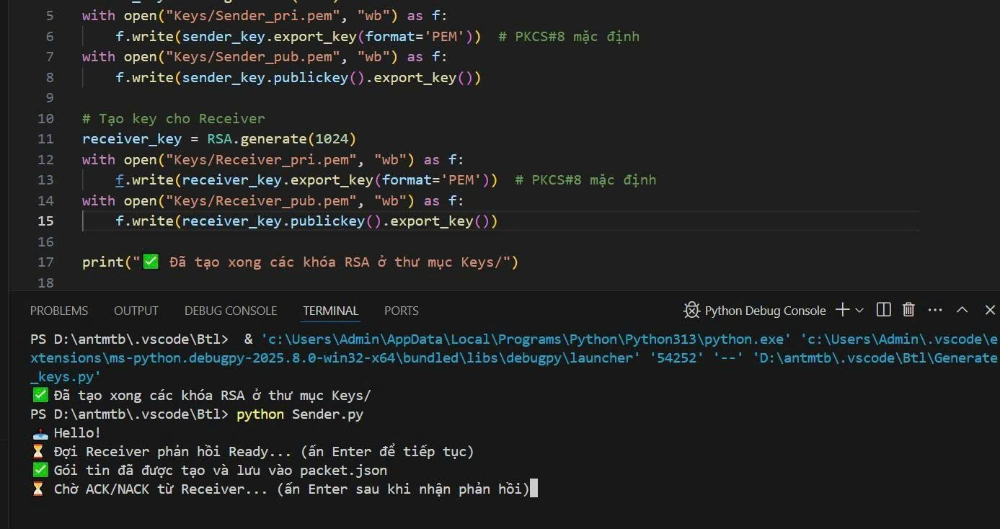 5 with open("Keys/Sender_pri.pem", "wb") as f:
6 f.write(sender_key.export_key(format='PEM')) # PKCS#8 mặc định
7 with open("Keys/Sender_pub.pem", "wb") as f:
8 f.write(sender_key.publickey().export_key())
9
10 # Tạo key cho Receiver
11 receiver_key = RSA.generate(1024)
12 with open("Keys/Receiver_pri.pem", "wb") as f:
13 f.write(receiver_key.export_key(format='PEM')) # PKCS#8 mặc định
14 with open("Keys/Receiver_pub.pem", "wb") as f:
15 f.write(receiver_key.publickey().export_key())
16
17 print("✅ Đã tạo xong các khóa RSA ở thư mục Keys/")
18
PROBLEMS OUTPUT DEBUG CONSOLE TERMINAL PORTS Python Debug Console
PS D:\antmtb\.vscode\Btl> & 'c:\Users\Admin\AppData\Local\Programs\Python\Python313\python.exe' 'c:\Users\Admin\.vscode\e
xtensions\ms-python.debugpy-2025.8.0-win32-x64\bundled\libs\debugpy\launcher' '54252' '--' 'D:\antmtb\.vscode\Btl\Generate
_keys.py'
✅ Đã tạo xong các khóa RSA ở thư mục Keys/
PS D:\antmtb\.vscode\Btl> python Sender.py
📤 Hello!
⏳ Đợi Receiver phản hồi Ready... (ấn Enter để tiếp tục)
✅ Gói tin đã được tạo và lưu vào packet.json
⏳ Chờ ACK/NACK từ Receiver... (ấn Enter sau khi nhận phản hồi)